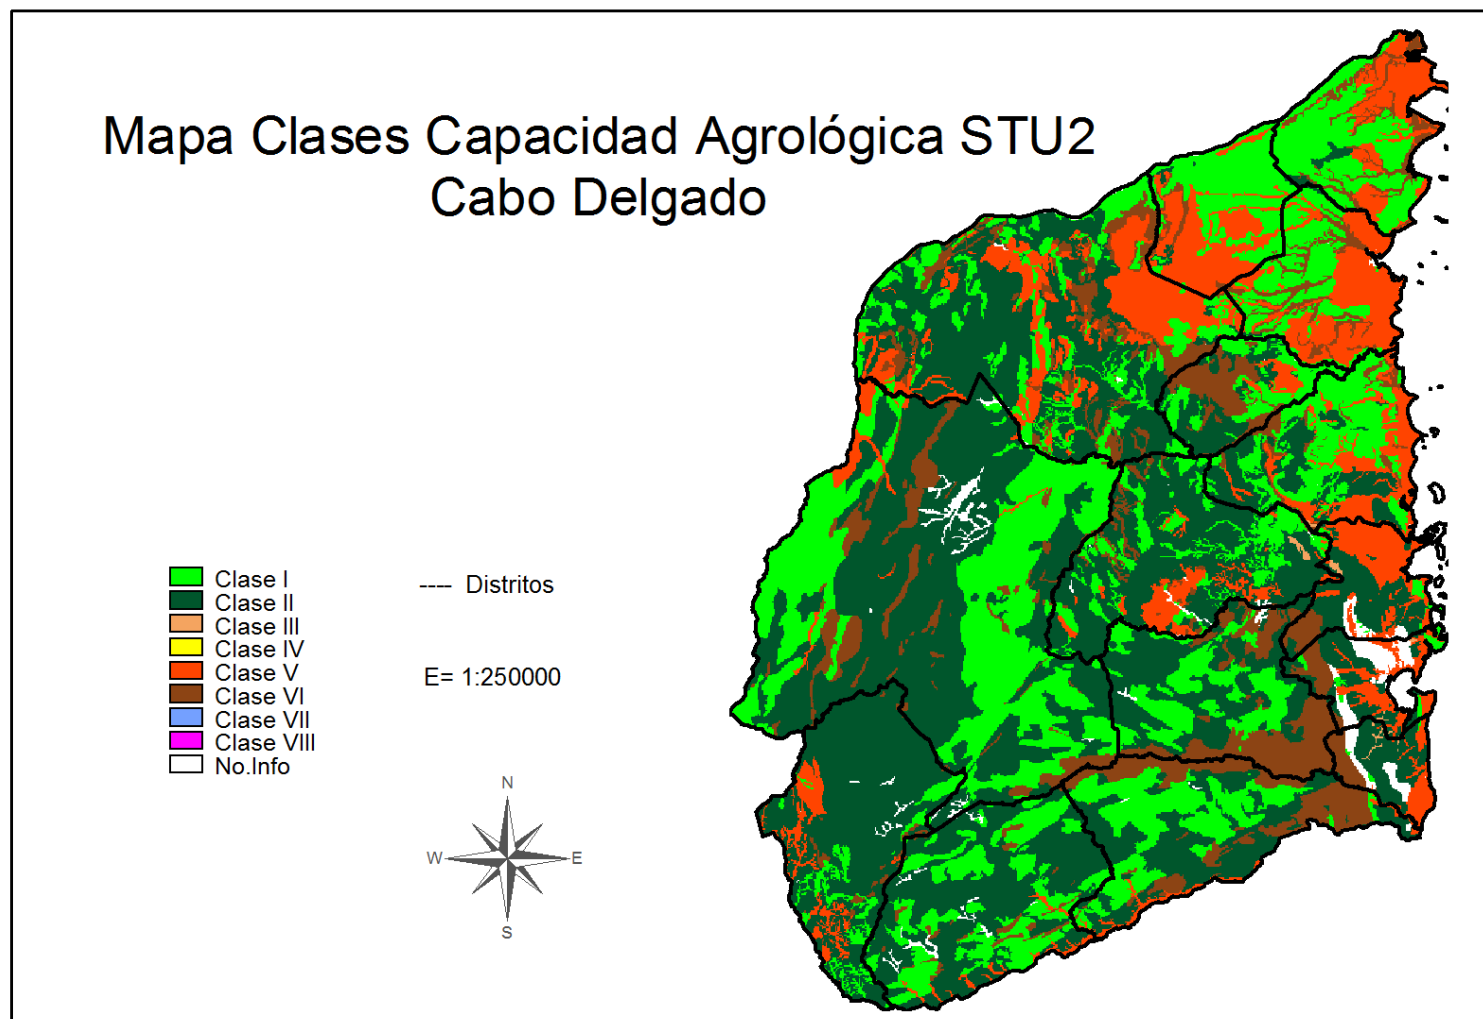 Mapa Clases Capacidad Agrológica STU2
Cabo Delgado
Clase I
Clase II
Clase III
Clase IV
Clase V
Clase VI
Clase VII
Clase VIII
No.Info
---- Distritos
E= 1:250000
N
W
E
S